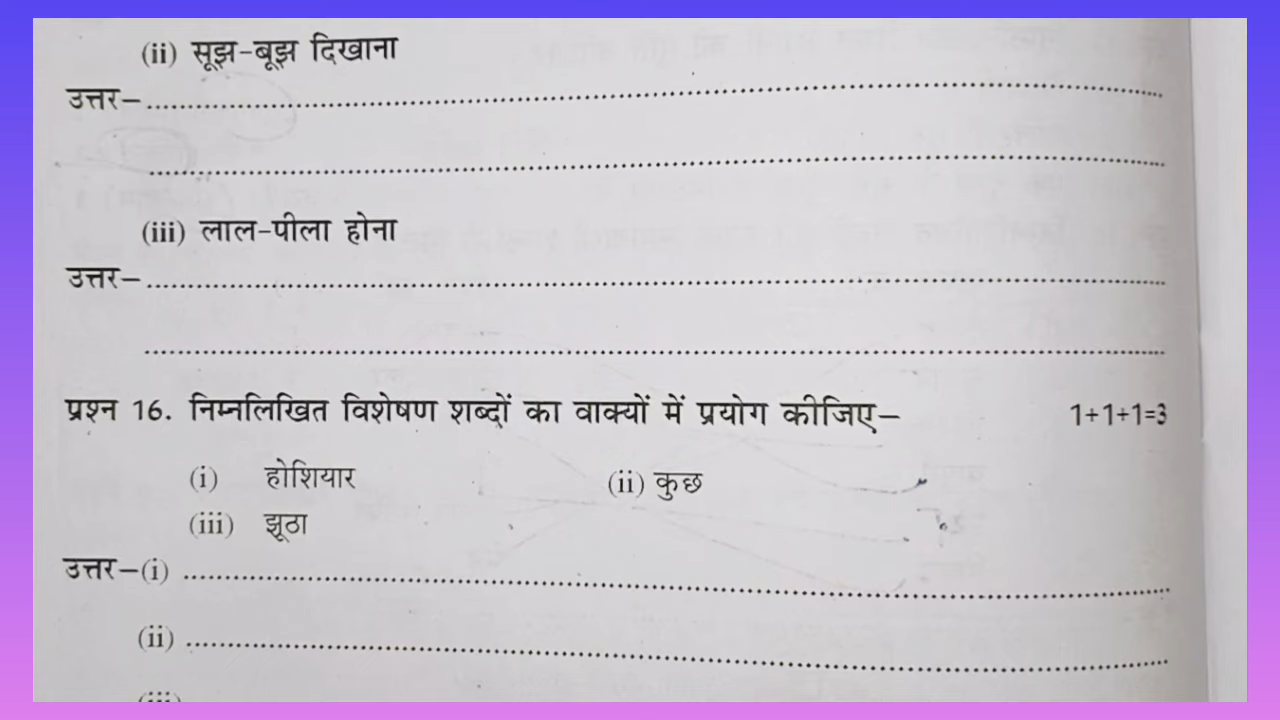 (ii) सूझ-बूझ दिखाना
उत्तर–
(iii) लाल-पीला होना
उत्तर–
प्रश्न 16. निम्नलिखित विशेषण शब्दों का वाक्यों में प्रयोग कीजिए– 1+1+1=3
(i) होशियार (ii) कुछ
(iii) झूठा
उत्तर–(i)
(ii)
(iii)